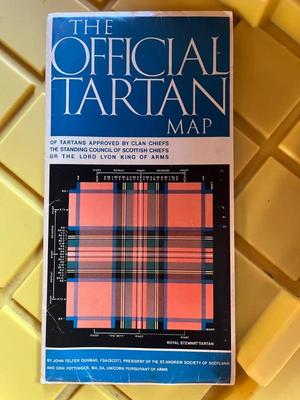 THE
OFFICIAL
TARTAN
MAP
OF TARTANS APPROVED BY CLAN CHIEFS
THE STANDING COUNCIL OF SCOTTISH CHIEFS
OR THE LORD LYON KING OF ARMS
ROYAL STEWART TARTAN
BY JOHN TELFER DUNBAR, FSA(SCOT), PRESIDENT OF THE ST. ANDREW SOCIETY OF SCOTLAND
AND DON POTTINGER, MA, DA, UNICORN PURSUIVANT OF ARMS